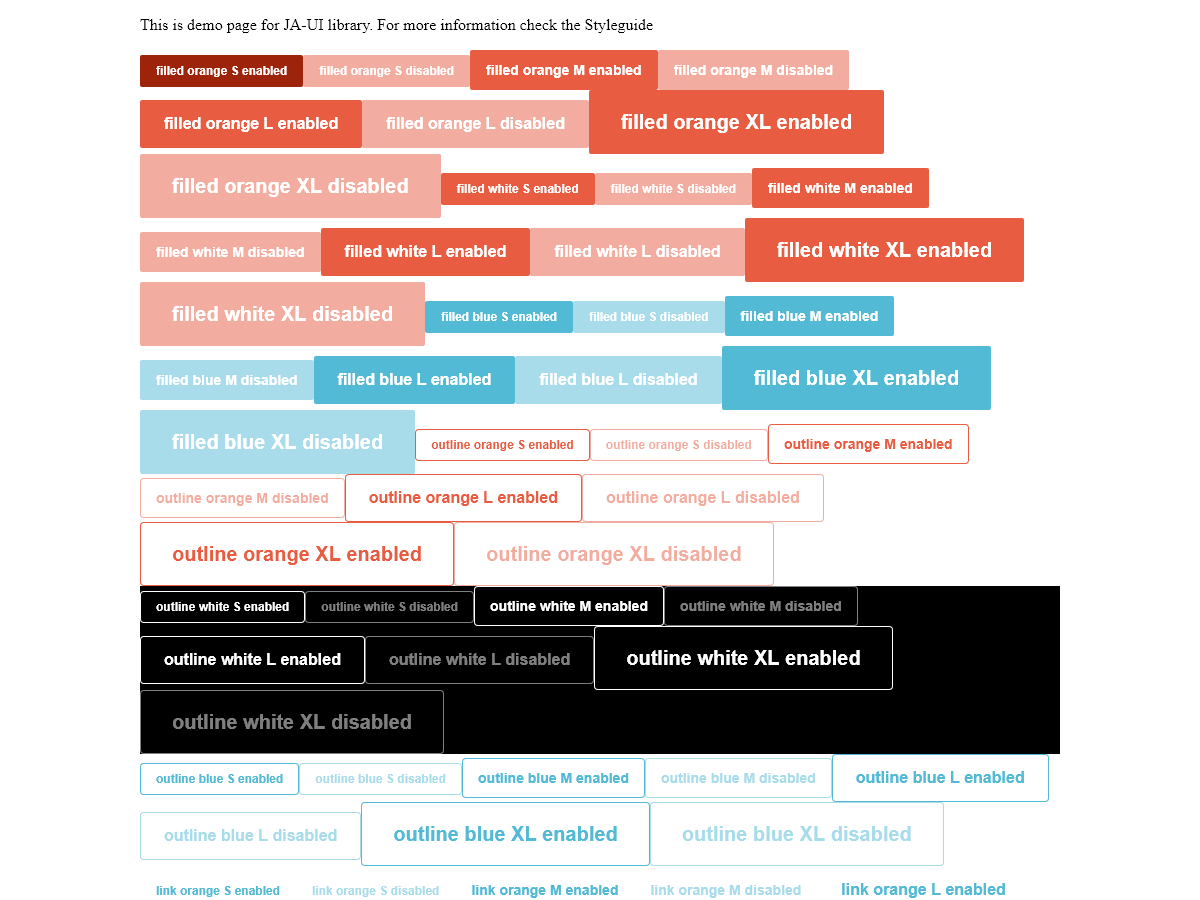 This is demo page for JA-UI library. For more information check the Styleguide
filled orange S enabled filled orange S disabled filled orange M enabled filled orange M disabled
filled orange L enabled filled orange L disabled filled orange XL enabled
filled orange XL disabled filled white S enabled filled white S disabled filled white M enabled
filled white M disabled filled white L enabled filled white L disabled filled white XL enabled
filled white XL disabled filled blue S enabled filled blue S disabled filled blue M enabled
filled blue M disabled filled blue L enabled filled blue L disabled filled blue XL enabled
filled blue XL disabled outline orange S enabled outline orange S disabled outline orange M enabled
outline orange M disabled outline orange L enabled outline orange L disabled
outline orange XL enabled outline orange XL disabled
outline white S enabled outline white S disabled outline white M enabled outline white M disabled
outline white L enabled outline white L disabled outline white XL enabled
outline white XL disabled
outline blue S enabled outline blue S disabled outline blue M enabled outline blue M disabled outline blue L enabled
outline blue L disabled outline blue XL enabled outline blue XL disabled
link orange S enabled link orange S disabled link orange M enabled link orange M disabled link orange L enabled